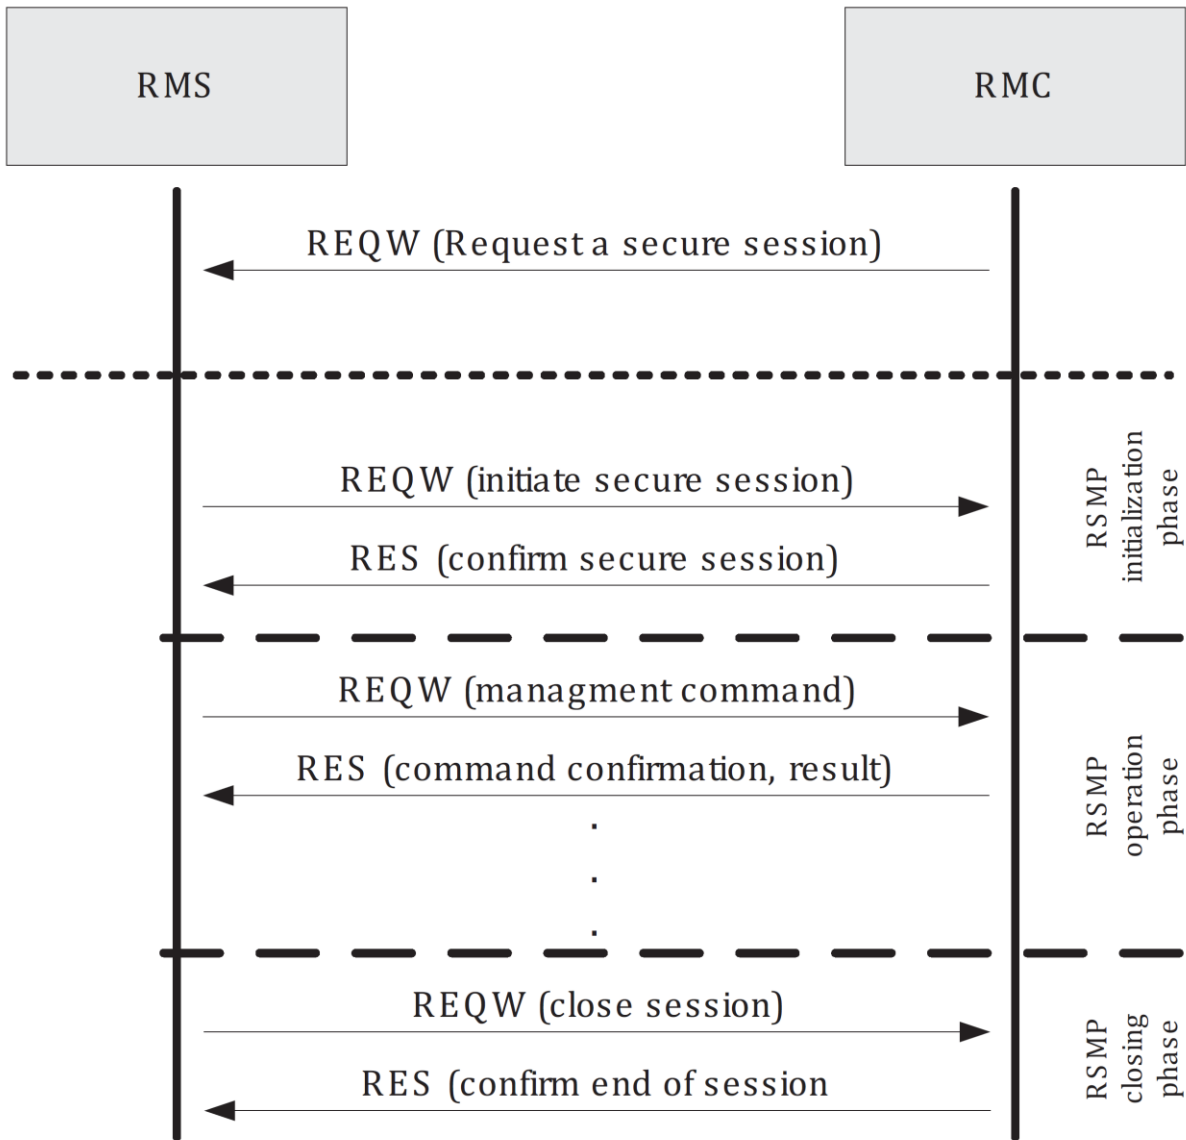 RMS
RMC
REQW (Request a secure session)
REQW (initiate secure session)
RES (confirm secure session)
RSMP
initialization
phase
REQW (managment command)
RES (command confirmation, result)
.
.
.
RSMP
operation
phase
REQW (close session)
RES (confirm end of session
RSMP
closing
phase